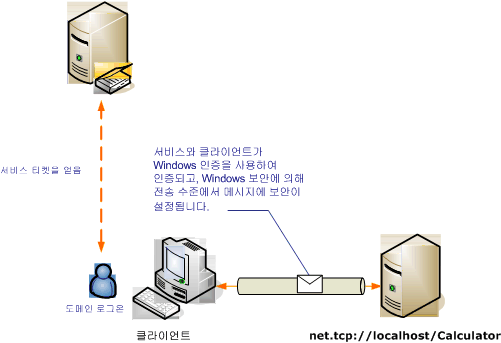 서비스와 클라이언트가
Windows 인증을 사용하여
인증되고, Windows 보안에 의해
전송 수준에서 메시지에 보안이
설정됩니다.
서비스 티켓을 얻음
도메인 로그온
클라이언트
net.tcp://localhost/Calculator